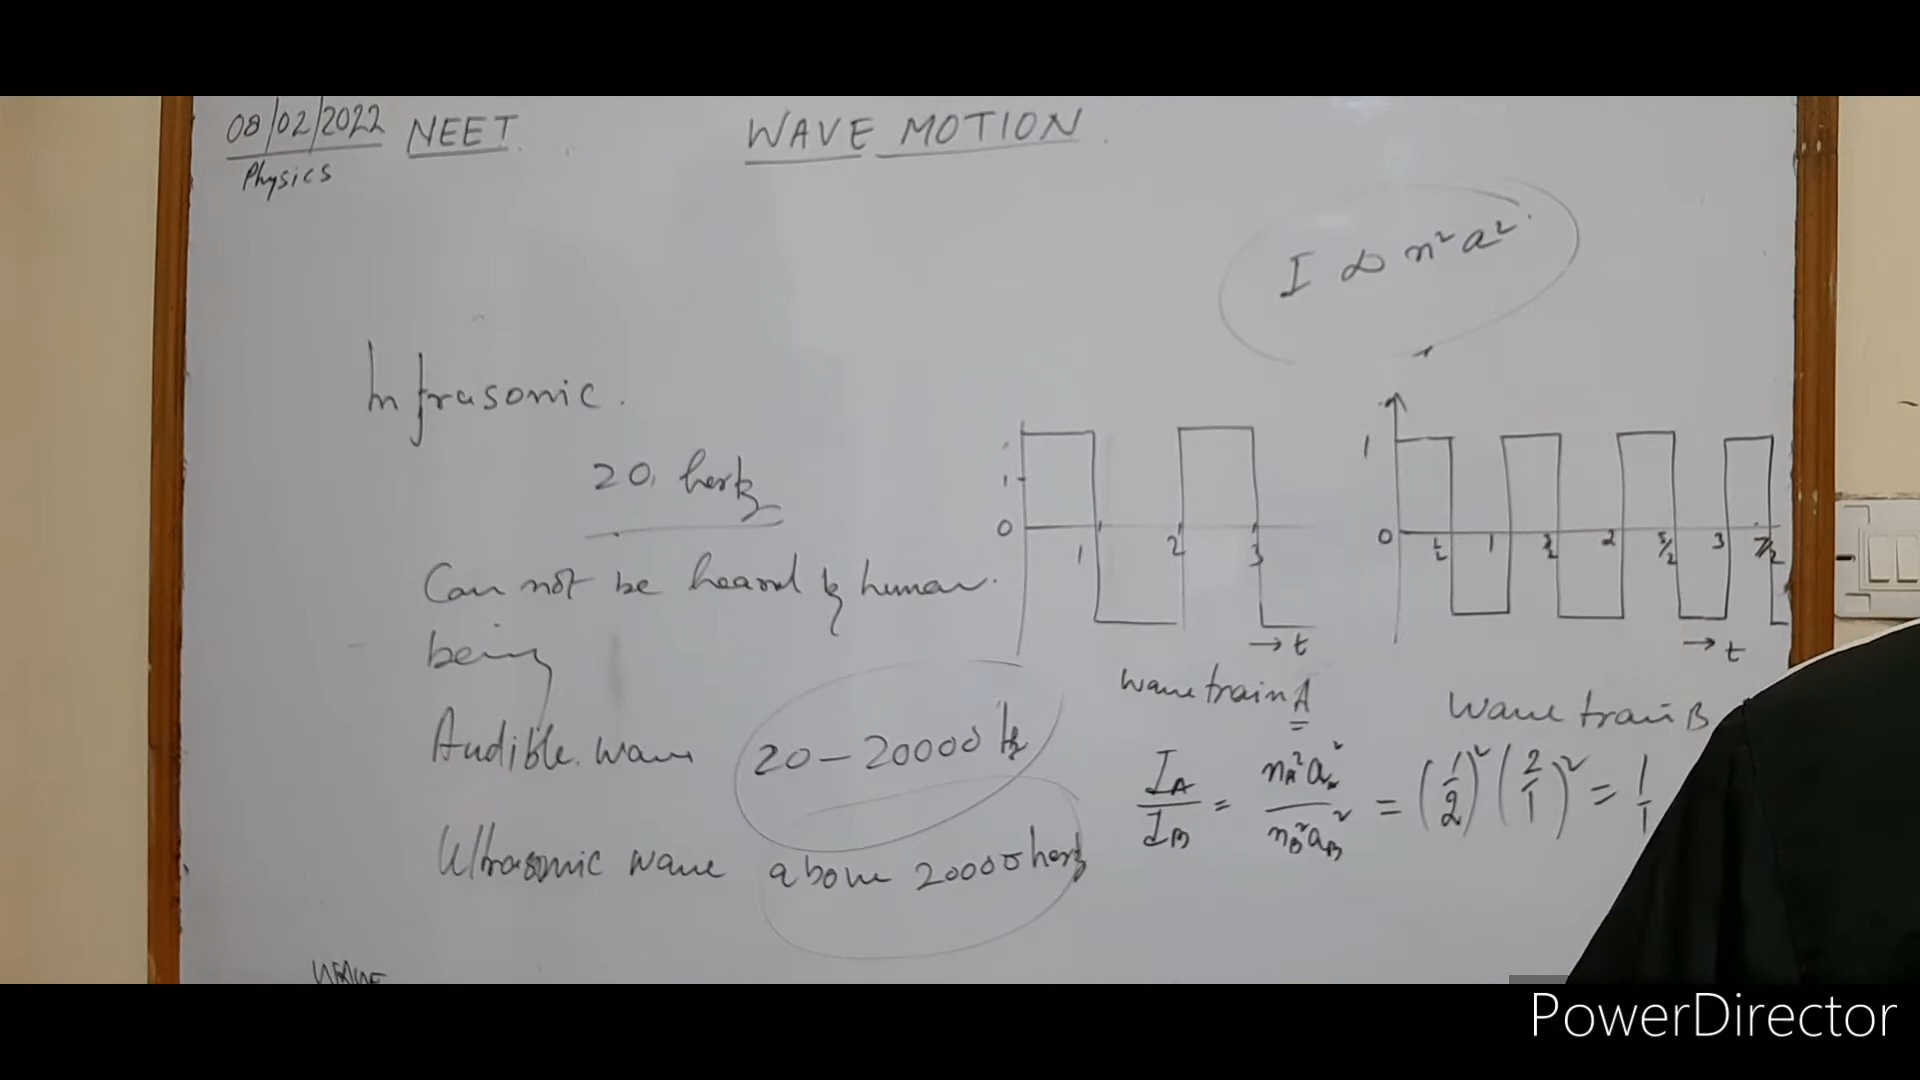 08/02/2022 NEET
Physics
WAVE MOTION
I ∝ n²a²
Infrasonic.
20 hertz
Can not be heard by human
being
Audible wave 20-20000 Hz
Ultrasonic wave above 20000 hertz
1
0
1 2 3
→ t
wave train A
1
0
1/2 1 3/2 2 5/2 3 7/2
→ t
wave train B
I_A/I_B = n_A²a_A²/n_B²a_B² = (1/2)² (2/1)² = 1/1
PowerDirector